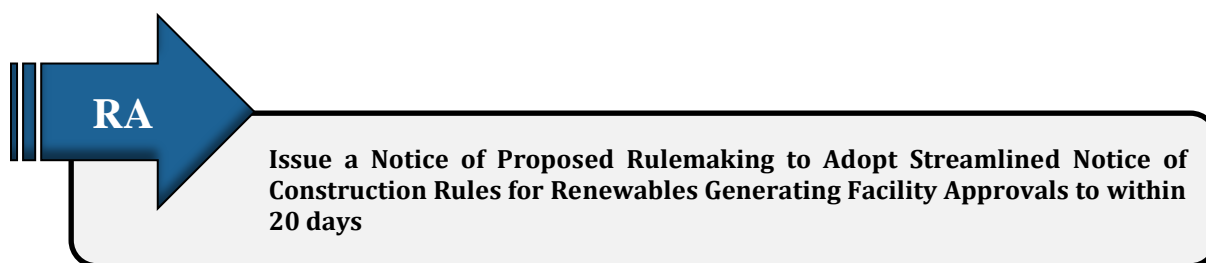 RA
Issue a Notice of Proposed Rulemaking to Adopt Streamlined Notice of
Construction Rules for Renewables Generating Facility Approvals to within
20 days